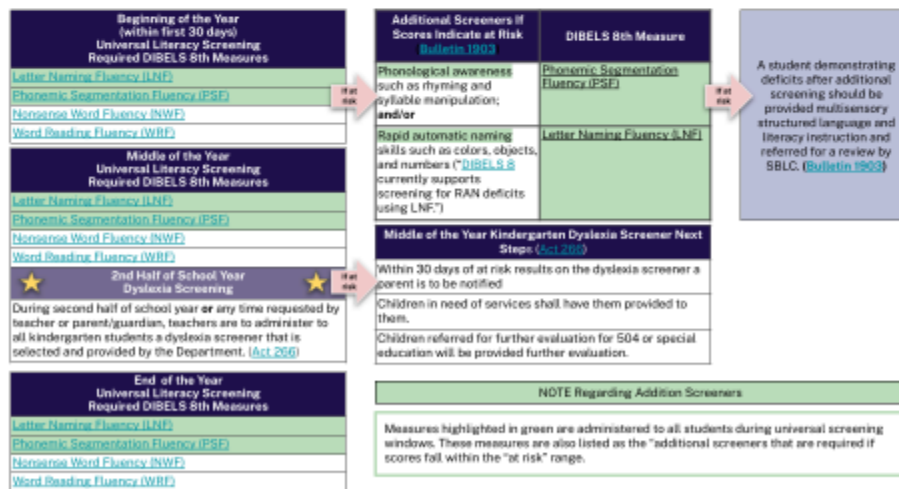 Beginning of the Year
(within first 30 days)
Universal Literacy Screening
Required DIBELS 8th Measures
Letter Naming Fluency (LNF)
Phonemic Segmentation Fluency (PSF)
Nonsense Word Fluency (NWF)
Word Reading Fluency (WRF)
Middle of the Year
Universal Literacy Screening
Required DIBELS 8th Measures
Letter Naming Fluency (LNF)
Phonemic Segmentation Fluency (PSF)
Nonsense Word Fluency (NWF)
Word Reading Fluency (WRF)
2nd Half of School Year
Dyslexia Screening
During second half of school year or any time requested by
teacher or parent/guardian, teachers are to administer to
all kindergarten students a dyslexia screener that is
selected and provided by the Department. (Act 266)
End of the Year
Universal Literacy Screening
Required DIBELS 8th Measures
Letter Naming Fluency (LNF)
Phonemic Segmentation Fluency (PSF)
Nonsense Word Fluency (NWF)
Word Reading Fluency (WRF)
If at
risk
Additional Screeners If
Scores Indicate at Risk
(Bulletin 1903)
DIBELS 8th Measure
Phonological awareness
such as rhyming and
syllable manipulation;
and/or
Phonemic Segmentation
Fluency (PSF)
Rapid automatic naming
skills such as colors, objects,
and numbers ("DIBELS 8
currently supports
screening for RAN deficits
using LNF.")
Letter Naming Fluency (LNF)
If at
risk
A student demonstrating
deficits after additional
screening should be
provided multisensory
structured language and
literacy instruction and
referred for a review by
SBLC. (Bulletin 1903)
If at
risk
Middle of the Year Kindergarten Dyslexia Screener Next
Steps (Act 266)
Within 30 days of at risk results on the dyslexia screener a
parent is to be notified
Children in need of services shall have them provided to
them.
Children referred for further evaluation for 504 or special
education will be provided further evaluation.
NOTE Regarding Addition Screeners
Measures highlighted in green are administered to all students during universal screening
windows. These measures are also listed as the "additional screeners that are required if
scores fall within the "at risk" range.